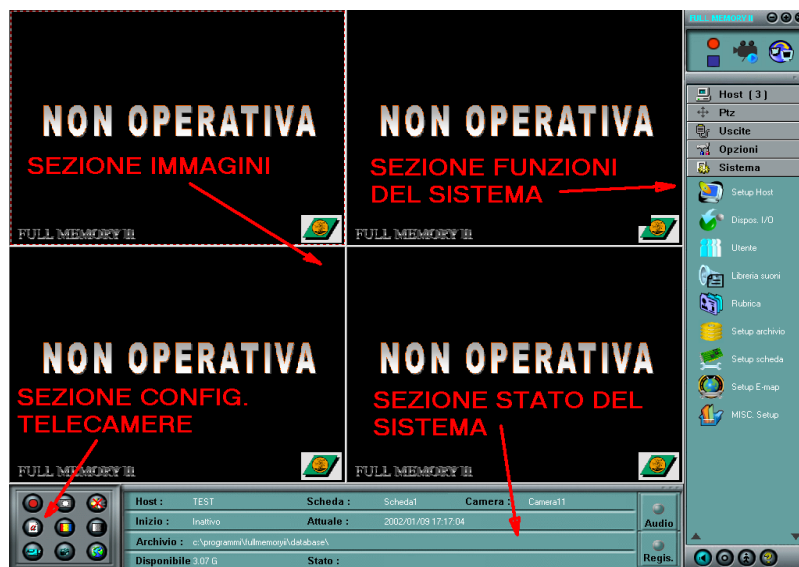 FULL MEMORY II
NON OPERATIVA
NON OPERATIVA
SEZIONE IMMAGINI
SEZIONE FUNZIONI
DEL SISTEMA
FULL MEMORY II
FULL MEMORY II
NON OPERATIVA
NON OPERATIVA
SEZIONE CONFIG.
TELECAMERE
SEZIONE STATO DEL
SISTEMA
FULL MEMORY II
FULL MEMORY II
Host (3)
Ptz
Uscite
Opzioni
Sistema
Setup Host
Dispos. I/O
Utente
Libreria suoni
Rubrica
Setup archivio
Setup scheda
Setup E-map
MISC. Setup
Host : TEST Scheda : Scheda1 Camera : Camera11
Inizio : Inattivo Attuale : 2002/01/09 17:17:04
Archivio : c:\programmi\fullmemoryii\database\
Disponibile 3.07 G Stato :
Audio
Regis.